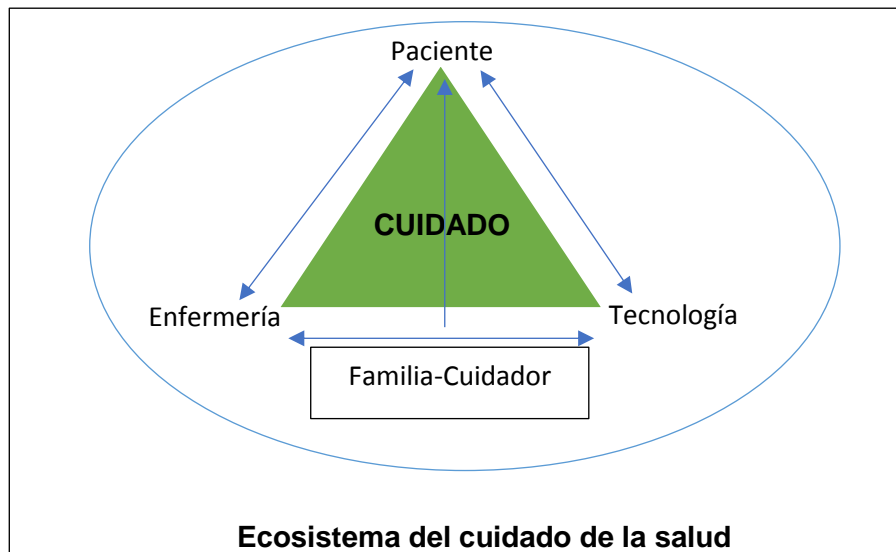 Paciente
CUIDADO
Enfermería
Tecnología
Familia-Cuidador
Ecosistema del cuidado de la salud